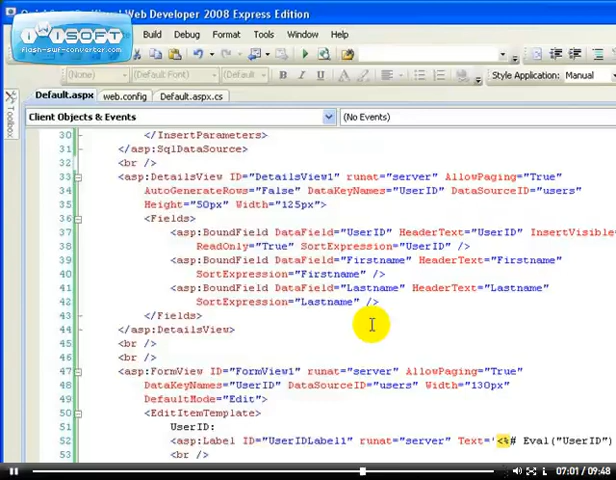 Web Developer 2008 Express Edition
iWiSOFT
flash-swf-converter.com
Build Debug Format Tools Window Help
(None) (Default Font) (Default B I U A Style Application: Manual
Default.aspx web.config Default.aspx.cs
Client Objects & Events (No Events)
Toolbox
30 </InsertParameters>
31 </asp:SqlDataSource>
32 <br />
33 <asp:DetailsView ID="DetailsView1" runat="server" AllowPaging="True"
34 AutoGenerateRows="False" DataKeyNames="UserID" DataSourceID="users"
35 Height="50px" Width="125px">
36 <Fields>
37 <asp:BoundField DataField="UserID" HeaderText="UserID" InsertVisible
38 ReadOnly="True" SortExpression="UserID" />
39 <asp:BoundField DataField="Firstname" HeaderText="Firstname"
40 SortExpression="Firstname" />
41 <asp:BoundField DataField="Lastname" HeaderText="Lastname"
42 SortExpression="Lastname" />
43 </Fields>
44 </asp:DetailsView>
45 <br />
46 <br />
47 <asp:FormView ID="FormView1" runat="server" AllowPaging="True"
48 DataKeyNames="UserID" DataSourceID="users" Width="130px"
49 DefaultMode="Edit">
50 <EditItemTemplate>
51 UserID:
52 <asp:Label ID="UserIDLabel1" runat="server" Text='<%# Eval("UserID")
53 <br />
07:01 / 09:48